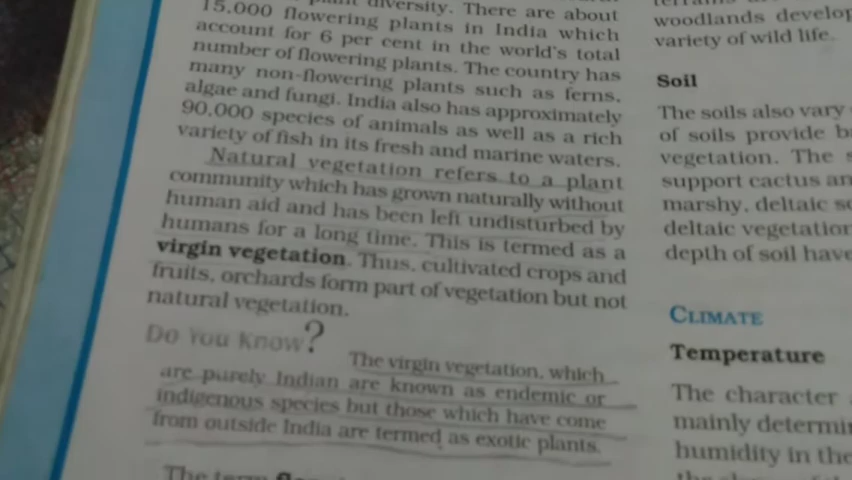 plant diversity. There are about
15,000 flowering plants in India which
account for 6 per cent in the world's total
number of flowering plants. The country has
many non-flowering plants such as ferns,
algae and fungi. India also has approximately
90,000 species of animals as well as a rich
variety of fish in its fresh and marine waters.
Natural vegetation refers to a plant
community which has grown naturally without
human aid and has been left undisturbed by
humans for a long time. This is termed as a
virgin vegetation. Thus, cultivated crops and
fruits, orchards form part of vegetation but not
natural vegetation.
Do You Know?
The virgin vegetation, which
are purely Indian are known as endemic or
indigenous species but those which have come
from outside India are termed as exotic plants.
The term
woodlands develop
variety of wild life.
Soil
The soils also vary
of soils provide
vegetation. The
support cactus
marshy, deltaic
deltaic vegetation
depth of soil have
CLIMATE
Temperature
The character
mainly
humidity in the